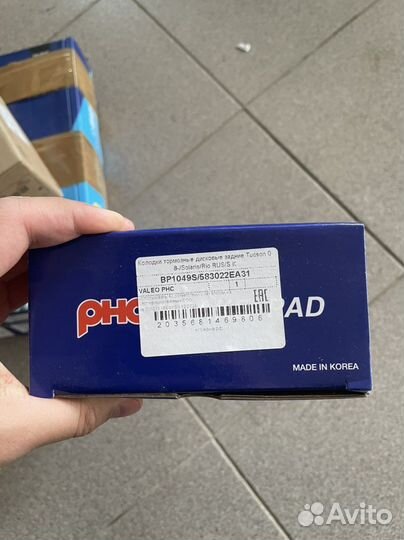 Колодки тормозные дисковые задние Tucson 0
8-/Solaris/Rio RUS/S K
BP1049S/583022EA31
VALEO PHC 1
EAC
PHC PAD
2035681469806
MADE IN KOREA
Avito